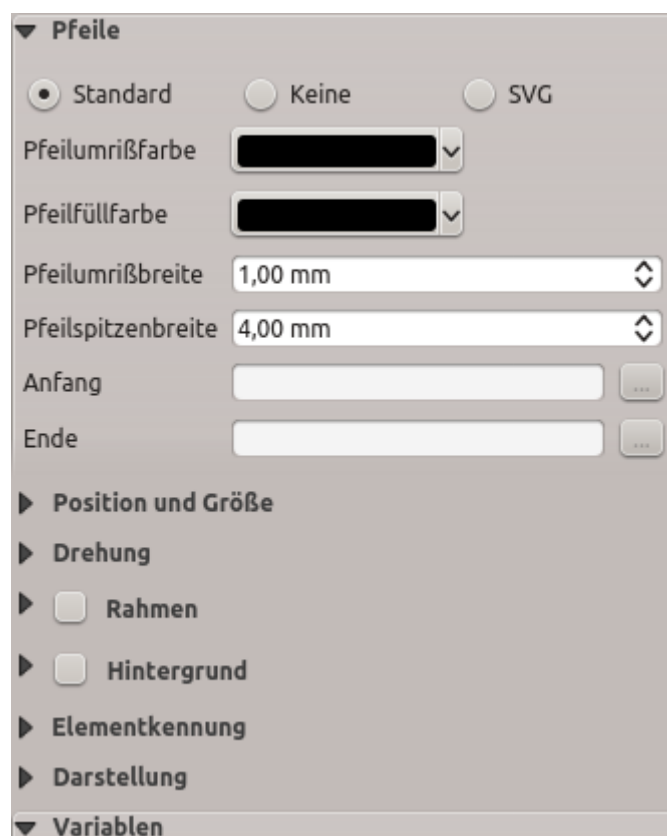 Pfeile
Standard Keine SVG
Pfeilumrißfarbe
Pfeilfüllfarbe
Pfeilumrißbreite 1,00 mm
Pfeilspitzenbreite 4,00 mm
Anfang ...
Ende ...
Position und Größe
Drehung
Rahmen
Hintergrund
Elementkennung
Darstellung
Variablen